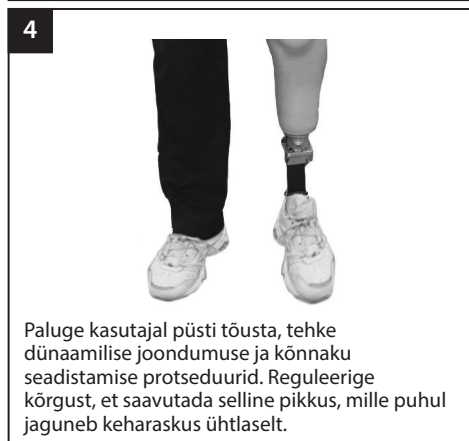 4
Paluge kasutajal püsti tõusta, tehke
dünaamilise joondumuse ja kõnnaku
seadistamise protseduurid. Reguleerige
kõrgust, et saavutada selline pikkus, mille puhul
jaguneb keharaskus ühtlaselt.